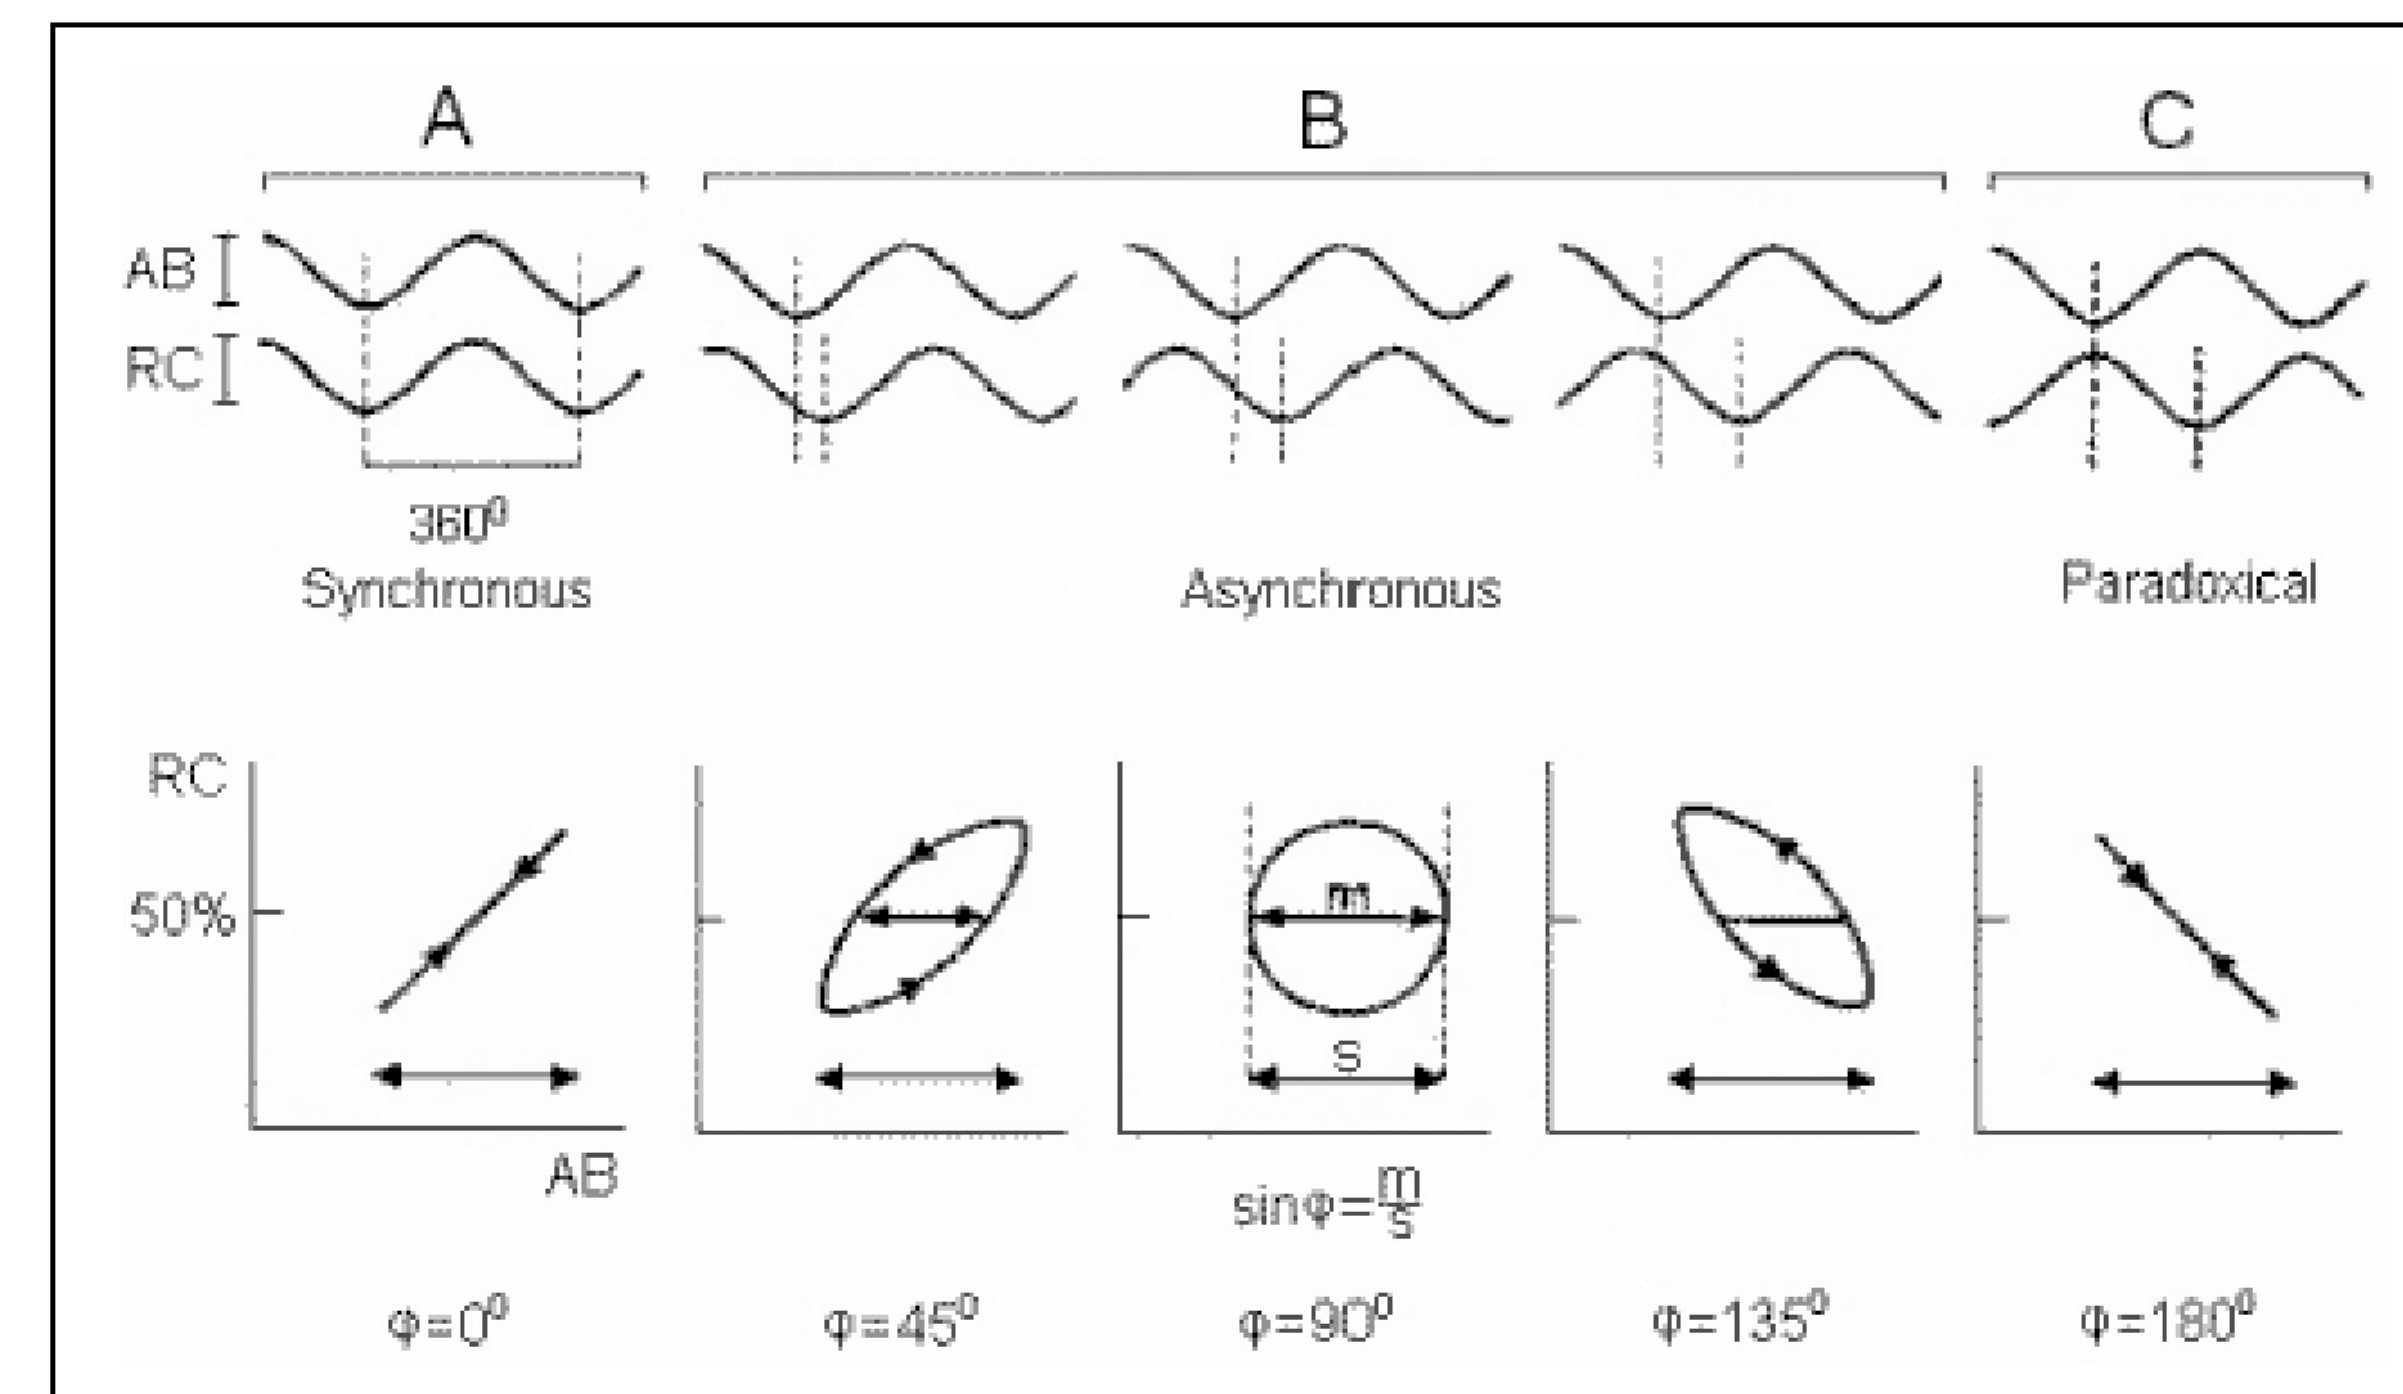 A B C
AB
RC
360⁰
Synchronous Asynchronous Paradoxical
RC
50%
m
s
AB
sinφ=m/s
φ=0⁰ φ=45⁰ φ=90⁰ φ=135⁰ φ=180⁰